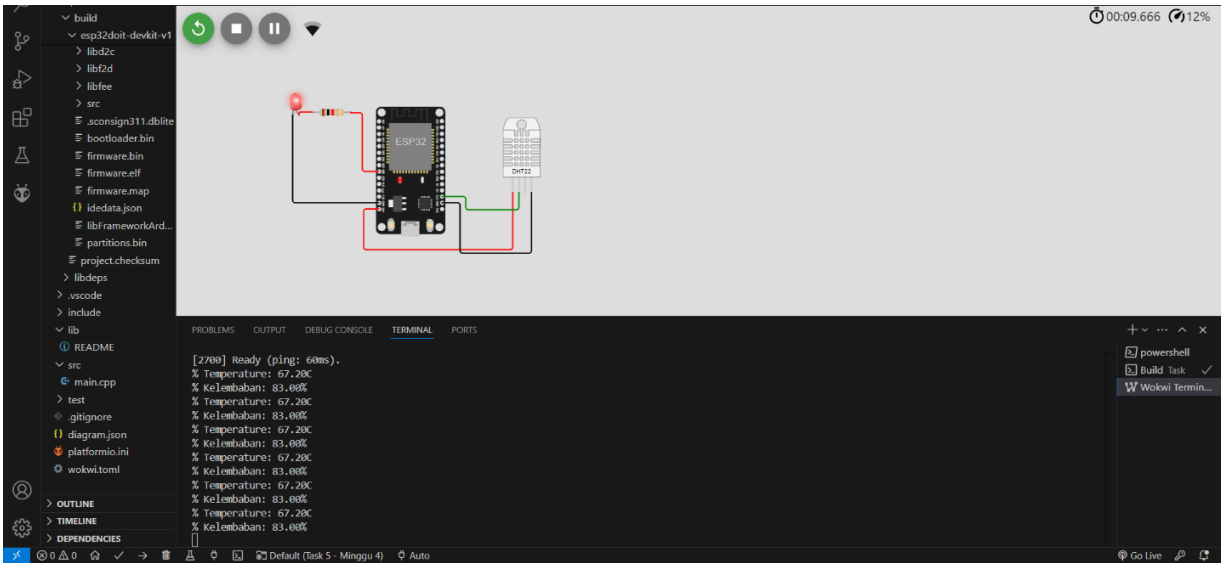 build
esp32doit-devkit-v1
libd2c
libf2d
libfee
src
.sconsign311.dblite
bootloader.bin
firmware.bin
firmware.elf
firmware.map
idedata.json
libFrameworkArd...
partitions.bin
project.checksum
libdeps
.vscode
include
lib
README
src
main.cpp
test
.gitignore
diagram.json
platformio.ini
wokwi.toml
OUTLINE
TIMELINE
DEPENDENCIES
00:09.666 12%
ESP32
DHT22
PROBLEMS OUTPUT DEBUG CONSOLE TERMINAL PORTS
[2700] Ready (ping: 60ms).
% Temperature: 67.20C
% Kelembaban: 83.00%
% Temperature: 67.20C
% Kelembaban: 83.00%
% Temperature: 67.20C
% Kelembaban: 83.00%
% Temperature: 67.20C
% Kelembaban: 83.00%
% Temperature: 67.20C
% Kelembaban: 83.00%
% Temperature: 67.20C
% Kelembaban: 83.00%
powershell
Build Task
Wokwi Termin...
0 0 Default (Task 5 - Minggu 4) Auto Go Live